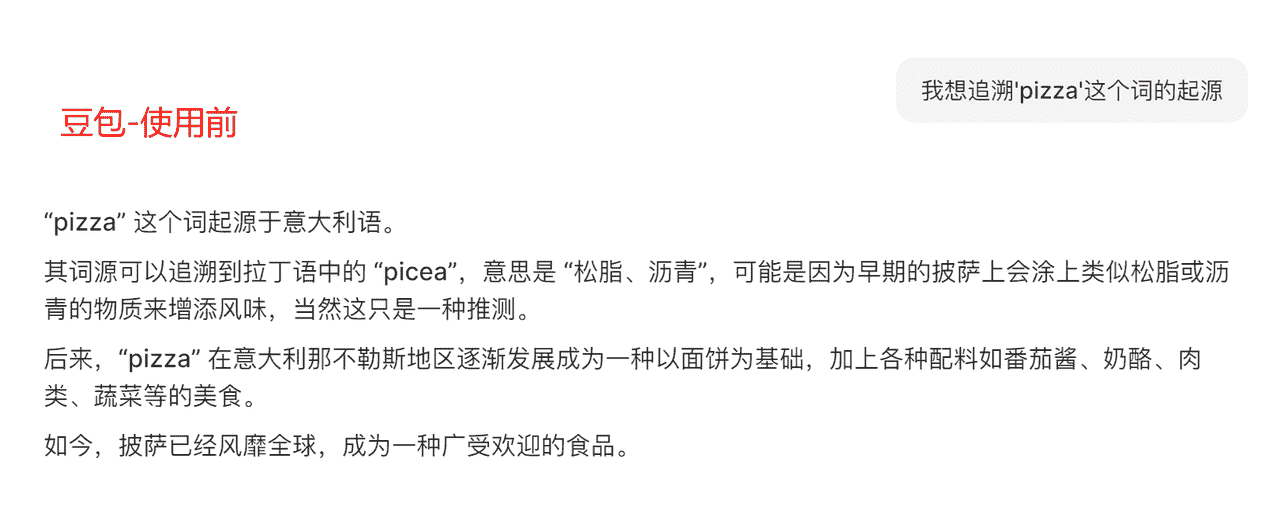 我想追溯'pizza'这个词的起源
豆包-使用前
“pizza” 这个词起源于意大利语。
其词源可以追溯到拉丁语中的 “picea”，意思是 “松脂、沥青”，可能是因为早期的披萨上会涂上类似松脂或沥
青的物质来增添风味，当然这只是一种推测。
后来，“pizza” 在意大利那不勒斯地区逐渐发展成为一种以面饼为基础，加上各种配料如番茄酱、奶酪、肉
类、蔬菜等的美食。
如今，披萨已经风靡全球，成为一种广受欢迎的食品。